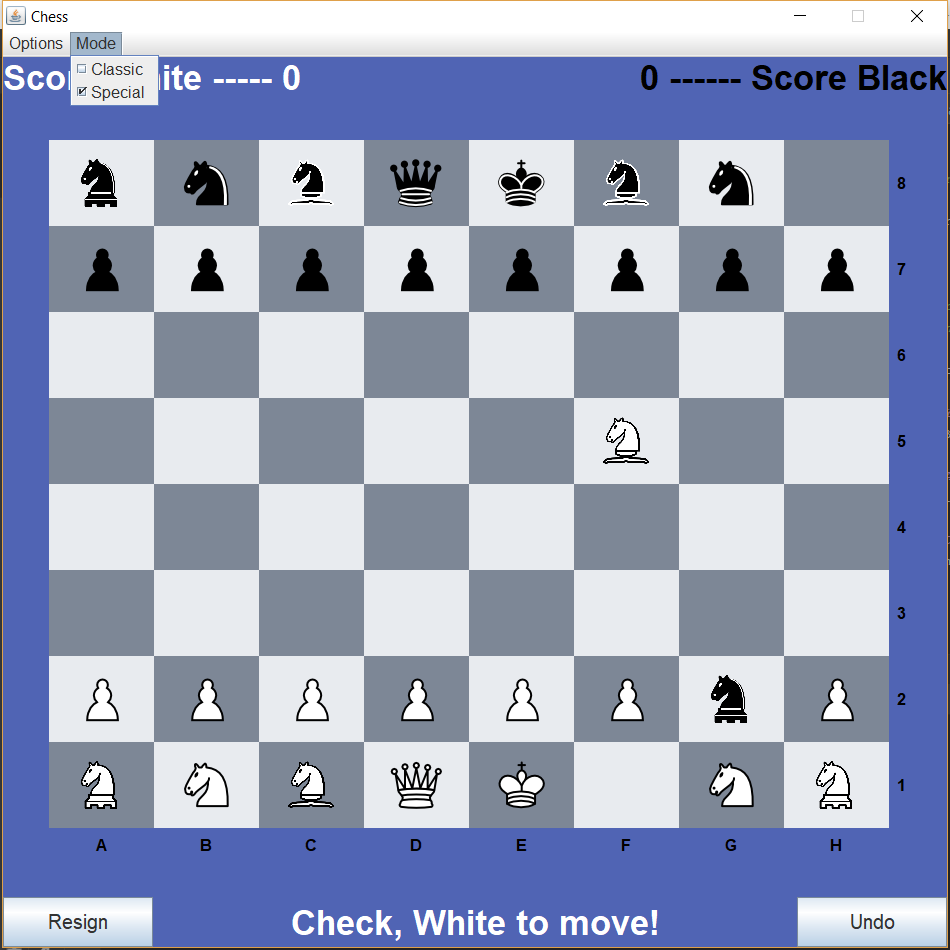 Chess
Options Mode
Classic
Special
ite ----- 0
0 ------ Score Black
8
7
6
5
4
3
2
1
A B C D E F G H
Resign
Check, White to move!
Undo